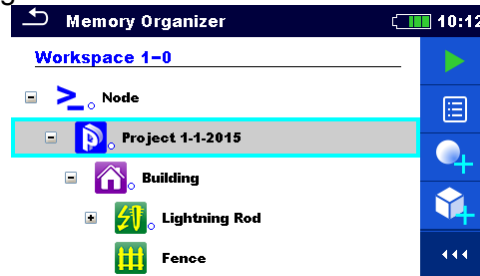 Memory Organizer
10:12
Workspace 1-0
Node
Project 1-1-2015
Building
Lightning Rod
Fence